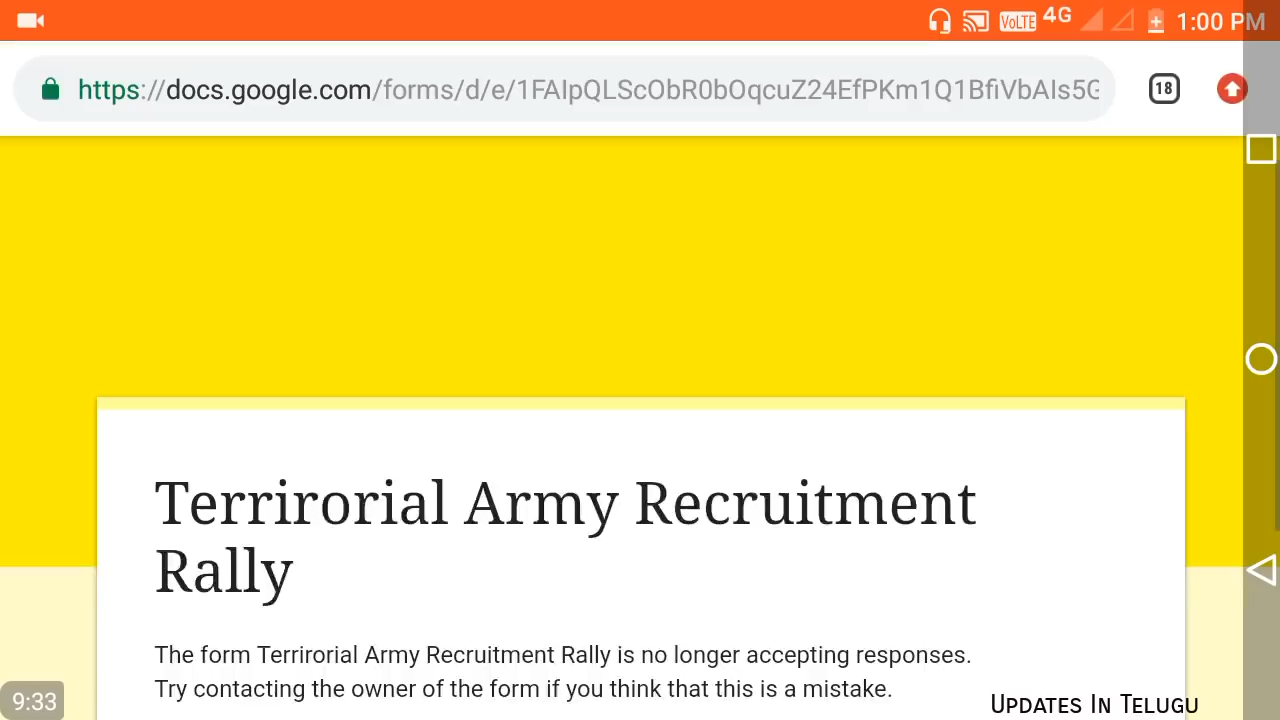 VoLTE 4G 1:00 PM
https://docs.google.com/forms/d/e/1FAIpQLScObR0bOqcuZ24EfPKm1Q1BfiVbAIs5G
18
Terrirorial Army Recruitment
Rally
The form Terrirorial Army Recruitment Rally is no longer accepting responses.
Try contacting the owner of the form if you think that this is a mistake.
9:33
Updates In Telugu